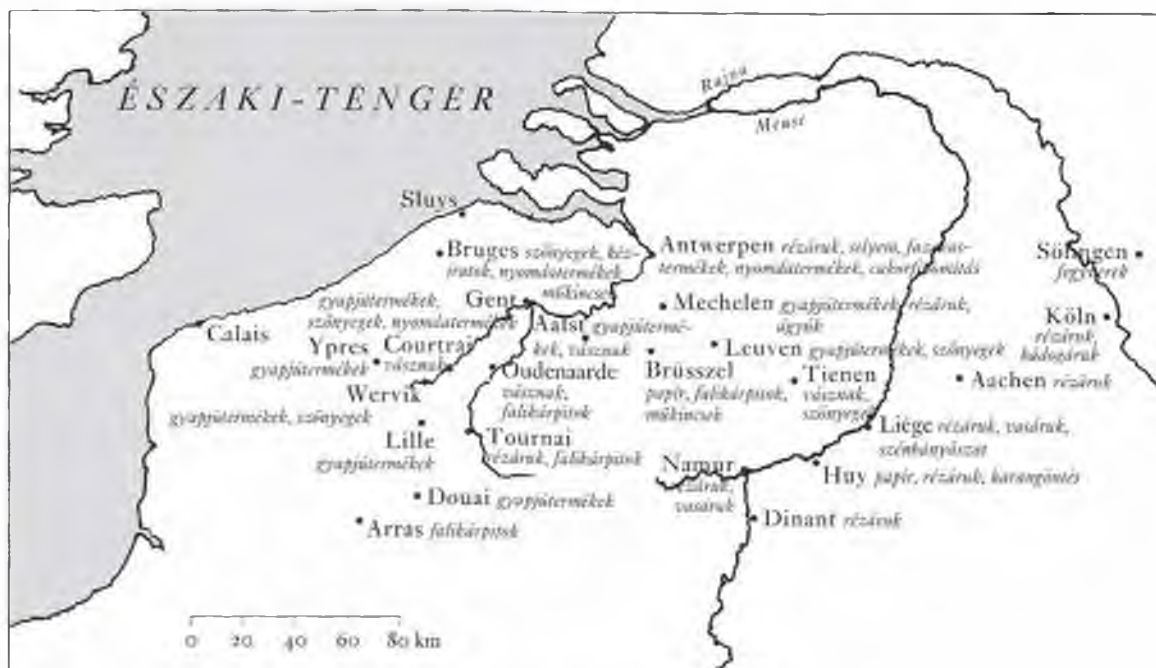 ÉSZAKI-TENGER
Rajna
Meuse
Sluys
Bruges szőnyegek, kéz-
iratok, nyomdatermékek
műkincsek
Antwerpen rézáruk, selyem, fazekas-
termékek, nyomdatermékek, cukorfinomítás
Sölingen
fegyverek
gyapjútermékek,
szőnyegek, nyomdatermékek
Gent
Mechelen gyapjútermékek, rézáruk,
ágyúk
Köln
rézáruk,
bádogáruk
Calais
Aalst gyapjútermé-
kek, vásznak
Leuven gyapjútermékek, szőnyegek
Ypres
gyapjútermékek
Courtrai
vásznak
Oudenaarde
vásznak,
falikárpitok
Brüsszel
papír, falikárpitok,
műkincsek
Tienen
vásznak,
szőnyegek
Aachen rézáruk
Wervik
gyapjútermékek, szőnyegek
Liége rézáruk, vasáruk,
szénbányászat
Lille
gyapjútermékek
Tournai
rézáruk, falikárpitok
Namur
rézáruk,
vasáruk
Huy papír, rézáruk, harangöntés
Douai gyapjútermékek
Arras falikárpitok
Dinant rézáruk
0 20 40 60 80 km